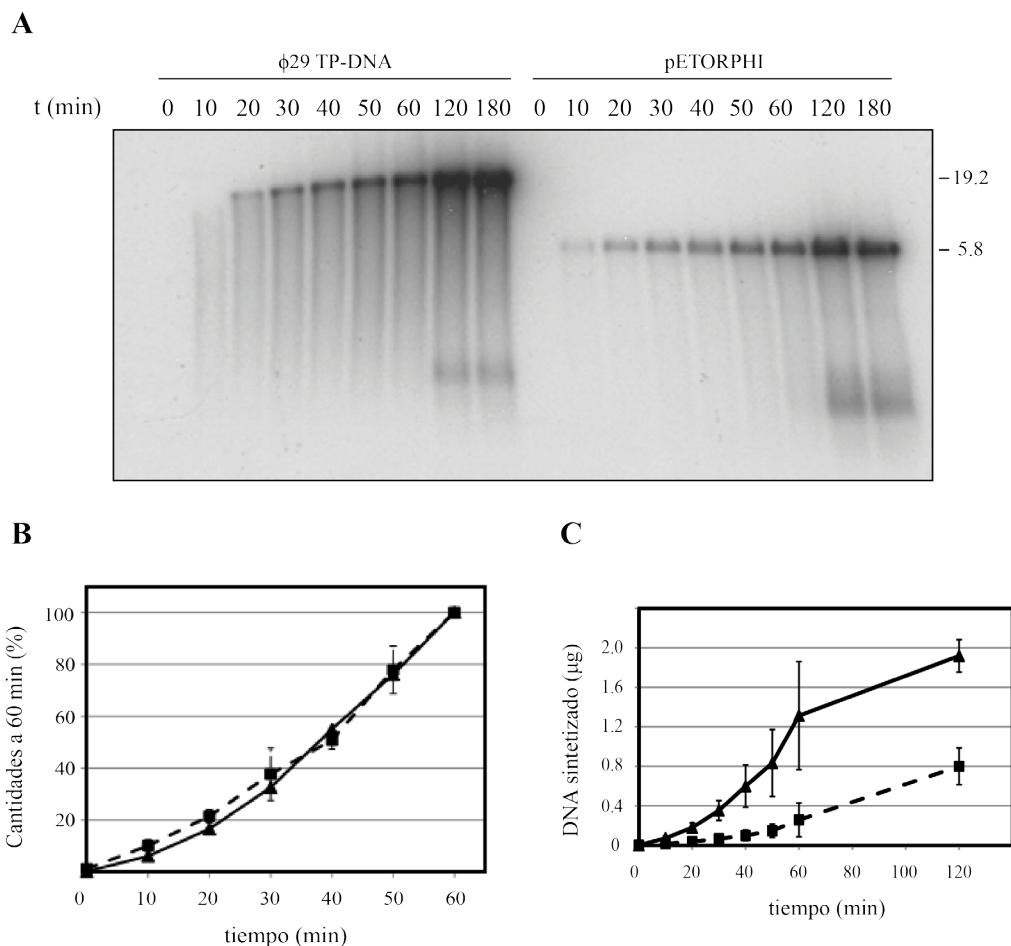 A
ϕ29 TP-DNA pETORPHI
t (min) 0 10 20 30 40 50 60 120 180 0 10 20 30 40 50 60 120 180
19.2
5.8
B
Cantidades a 60 min (%)
100
80
60
40
20
0 10 20 30 40 50 60
tiempo (min)
C
DNA sintetizado (µg)
2.0
1.6
1.2
0.8
0.4
0
0 20 40 60 80 0 120
tiempo (min)